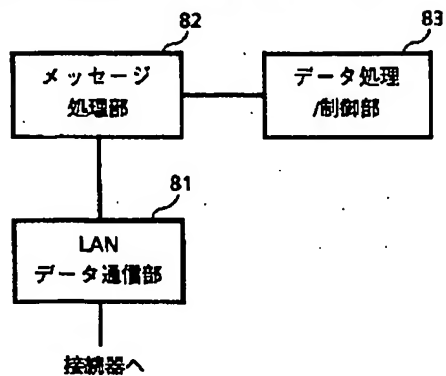 82
メッセージ
処理部
83
データ処理
/制御部
81
LAN
データ通信部
接続器へ